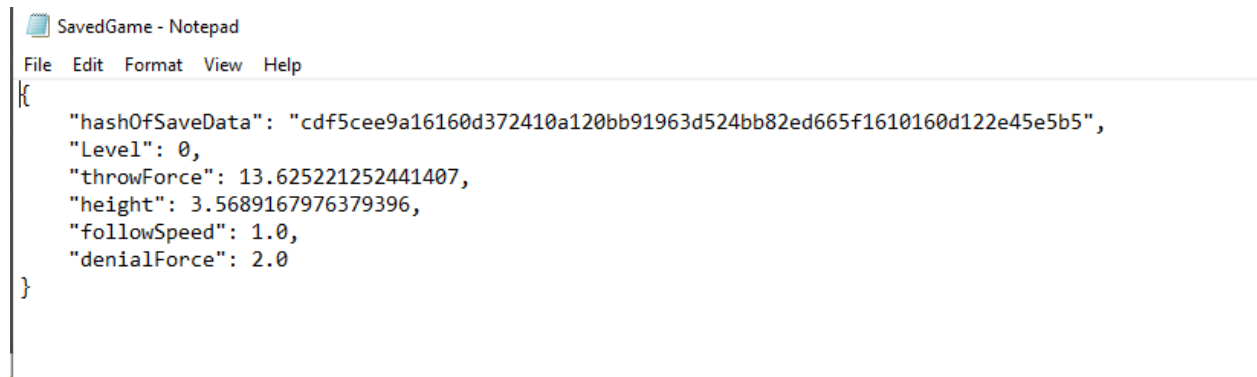 SavedGame - Notepad
File Edit Format View Help
{
"hashOfSaveData": "cdf5cee9a16160d372410a120bb91963d524bb82ed665f1610160d122e45e5b5",
"Level": 0,
"throwForce": 13.625221252441407,
"height": 3.5689167976379396,
"followSpeed": 1.0,
"denialForce": 2.0
}